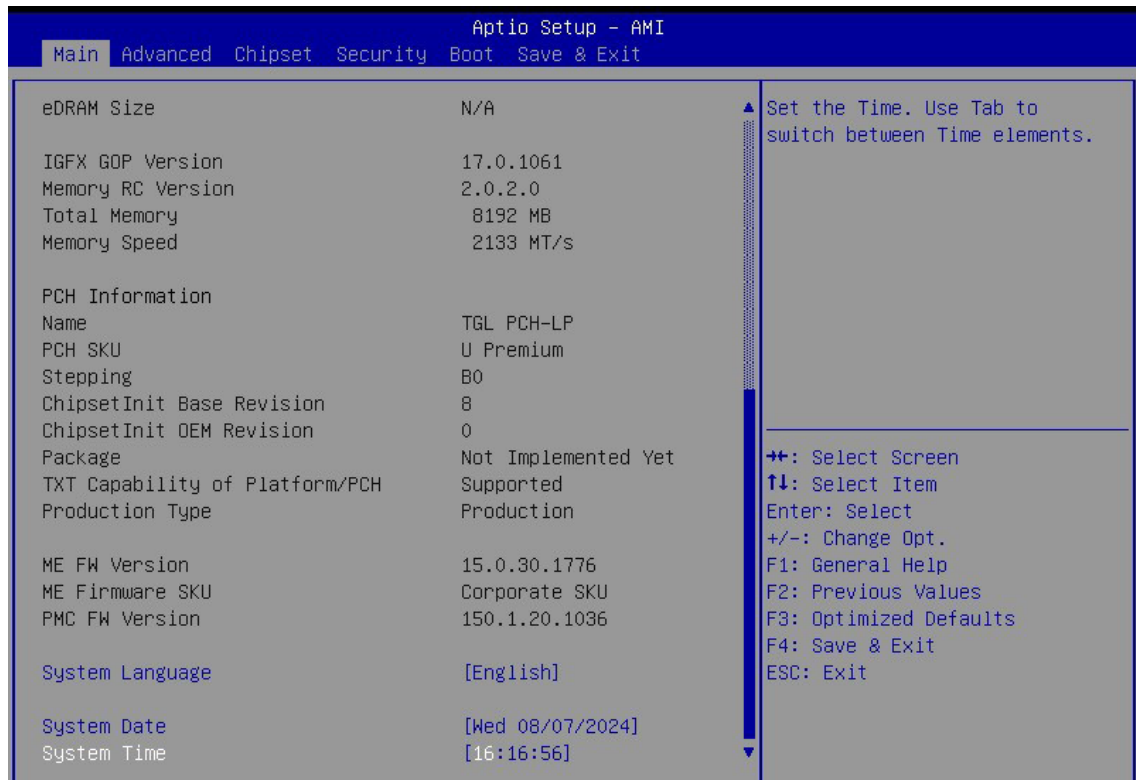 Aptio Setup – AMI
Main Advanced Chipset Security Boot Save & Exit
eDRAM Size N/A
IGFX GOP Version 17.0.1061
Memory RC Version 2.0.2.0
Total Memory 8192 MB
Memory Speed 2133 MT/s
PCH Information
Name TGL PCH-LP
PCH SKU U Premium
Stepping B0
ChipsetInit Base Revision 8
ChipsetInit OEM Revision 0
Package Not Implemented Yet
TXT Capability of Platform/PCH Supported
Production Type Production
ME FW Version 15.0.30.1776
ME Firmware SKU Corporate SKU
PMC FW Version 150.1.20.1036
System Language [English]
System Date [Wed 08/07/2024]
System Time [16:16:56]
Set the Time. Use Tab to
switch between Time elements.
→←: Select Screen
↑↓: Select Item
Enter: Select
+/-: Change Opt.
F1: General Help
F2: Previous Values
F3: Optimized Defaults
F4: Save & Exit
ESC: Exit